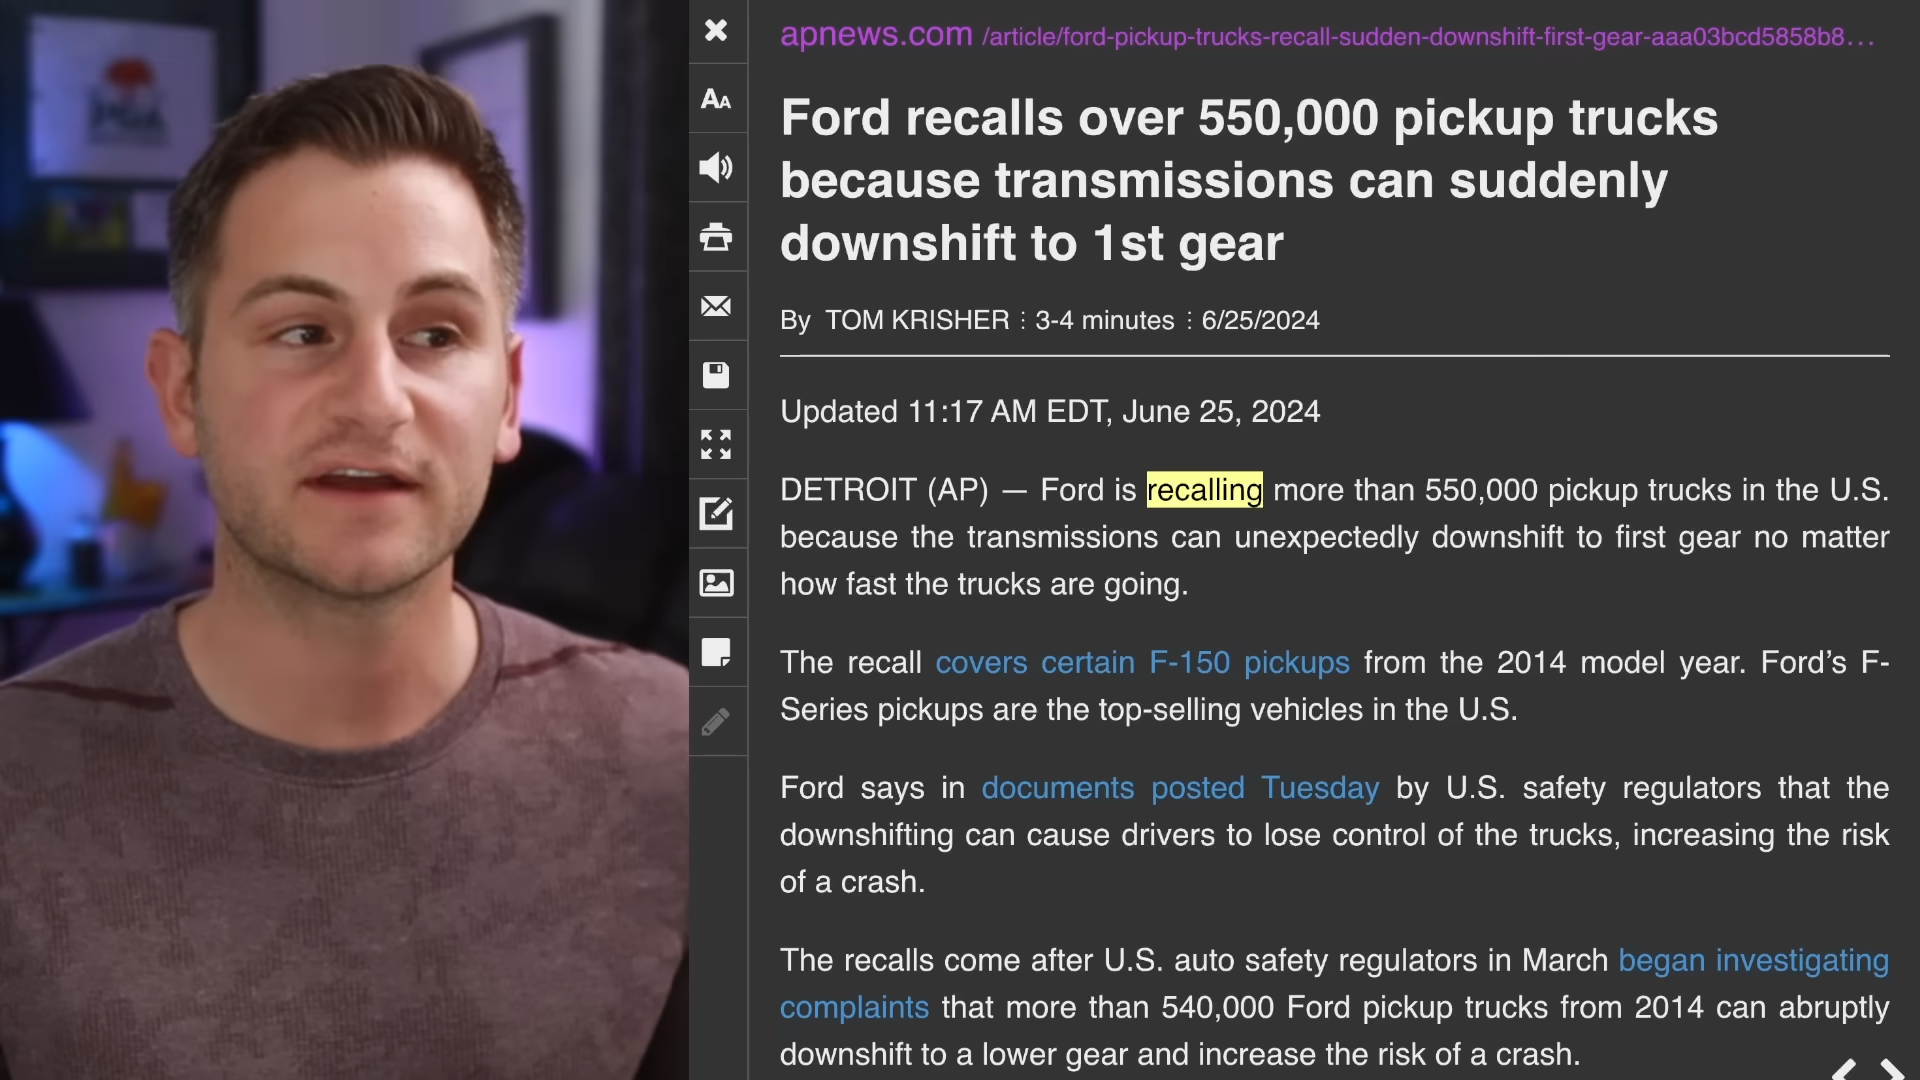 apnews.com /article/ford-pickup-trucks-recall-sudden-downshift-first-gear-aaa03bcd5858b8...
Ford recalls over 550,000 pickup trucks
because transmissions can suddenly
downshift to 1st gear
By TOM KRISHER ⋮ 3-4 minutes ⋮ 6/25/2024
Updated 11:17 AM EDT, June 25, 2024
DETROIT (AP) — Ford is recalling more than 550,000 pickup trucks in the U.S.
because the transmissions can unexpectedly downshift to first gear no matter
how fast the trucks are going.
The recall covers certain F-150 pickups from the 2014 model year. Ford’s F-
Series pickups are the top-selling vehicles in the U.S.
Ford says in documents posted Tuesday by U.S. safety regulators that the
downshifting can cause drivers to lose control of the trucks, increasing the risk
of a crash.
The recalls come after U.S. auto safety regulators in March began investigating
complaints that more than 540,000 Ford pickup trucks from 2014 can abruptly
downshift to a lower gear and increase the risk of a crash.
AA